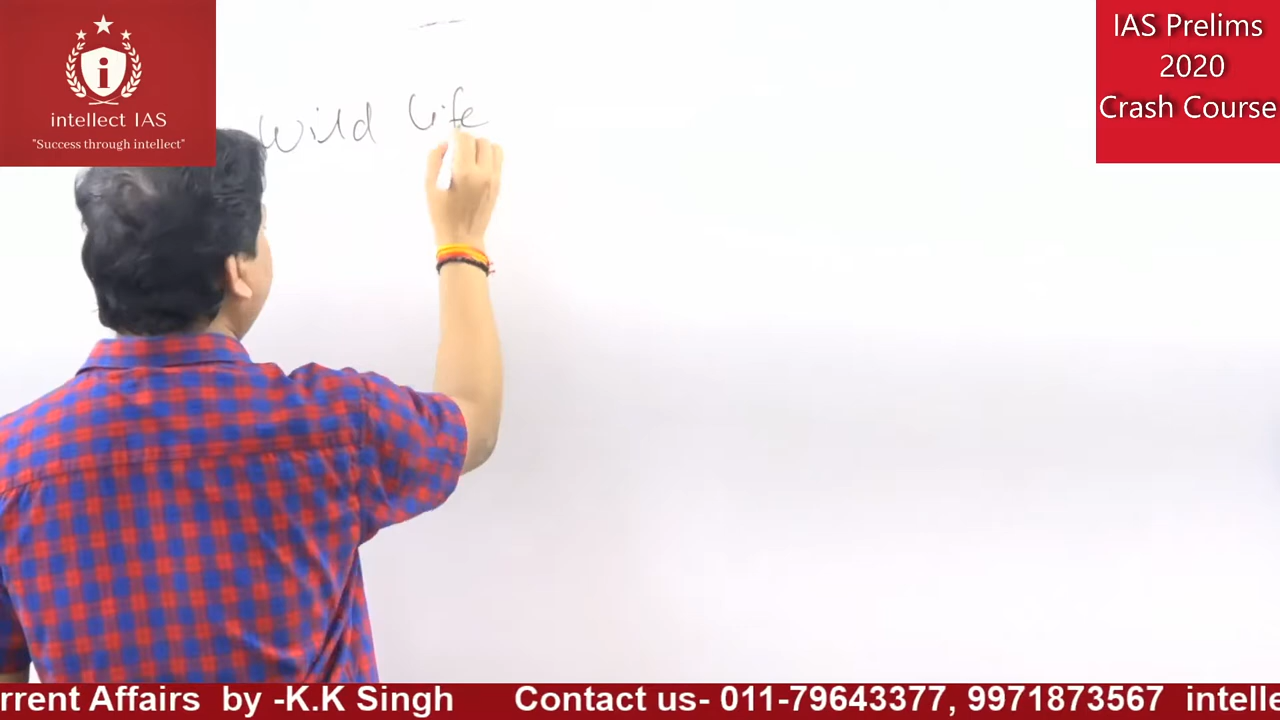 intellect IAS
"Success through intellect"
IAS Prelims
2020
Crash Course
Wild life
rrent Affairs by -K.K Singh Contact us- 011-79643377, 9971873567 intelle